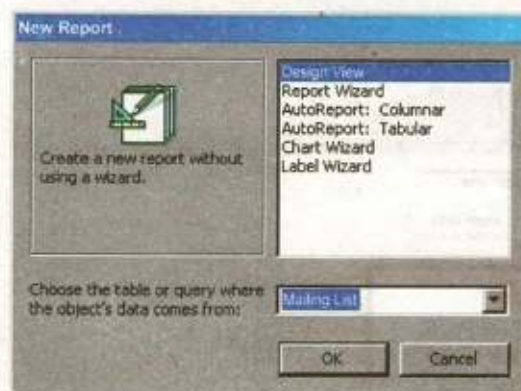 New Report
Design View
Report Wizard
AutoReport: Columnar
AutoReport: Tabular
Chart Wizard
Label Wizard
Create a new report without
using a wizard.
Choose the table or query where
the object's data comes from:
Mailing List
OK
Cancel